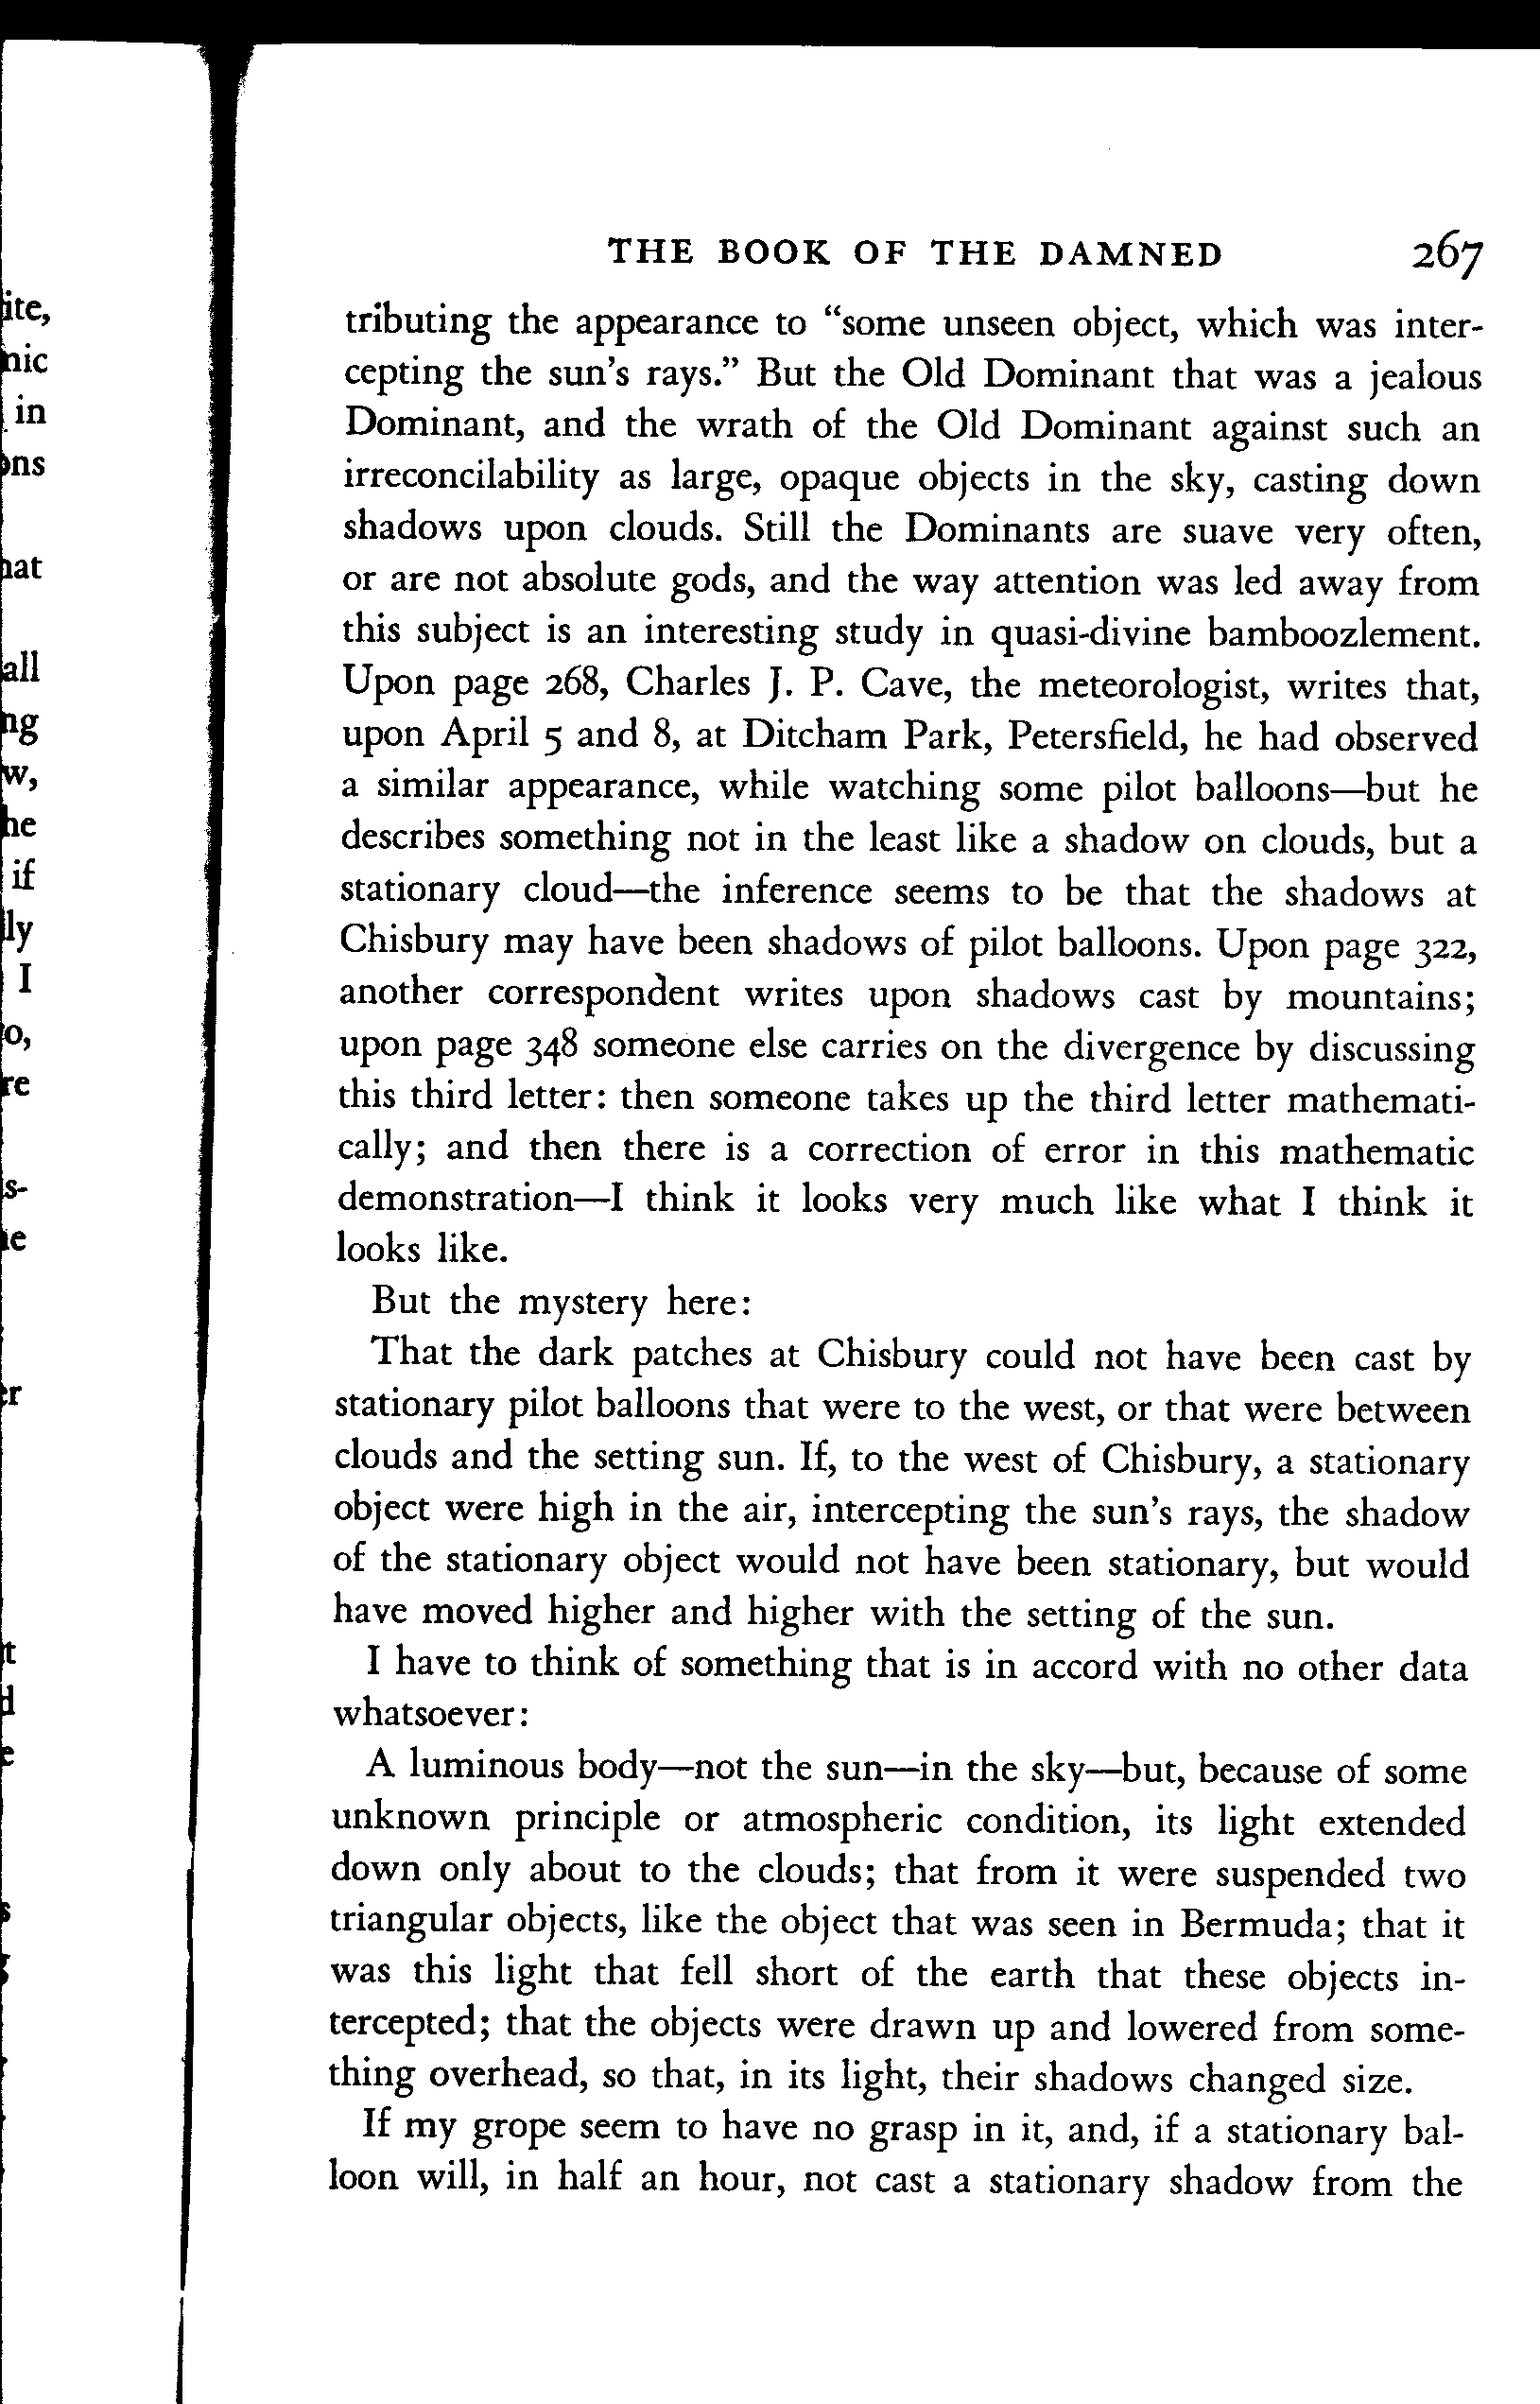 THE BOOK OF THE DAMNED 267
tributing the appearance to “some unseen object, which was inter-
cepting the sun’s rays.” But the Old Dominant that was a jealous
Dominant, and the wrath of the Old Dominant against such an
irreconcilability as large, opaque objects in the sky, casting down
shadows upon clouds. Still the Dominants are suave very often,
or are not absolute gods, and the way attention was led away from
this subject is an interesting study in quasi-divine bamboozlement.
Upon page 268, Charles J. P. Cave, the meteorologist, writes that,
upon April 5 and 8, at Ditcham Park, Petersfield, he had observed
a similar appearance, while watching some pilot balloons—but he
describes something not in the least like a shadow on clouds, but a
stationary cloud—the inference seems to be that the shadows at
Chisbury may have been shadows of pilot balloons. Upon page 322,
another correspondent writes upon shadows cast by mountains;
upon page 348 someone else carries on the divergence by discussing
this third letter: then someone takes up the third letter mathemati-
cally; and then there is a correction of error in this mathematic
demonstration—I think it looks very much like what I think it
looks like.
But the mystery here:
That the dark patches at Chisbury could not have been cast by
stationary pilot balloons that were to the west, or that were between
clouds and the setting sun. If, to the west of Chisbury, a stationary
object were high in the air, intercepting the sun’s rays, the shadow
of the stationary object would not have been stationary, but would
have moved higher and higher with the setting of the sun.
I have to think of something that is in accord with no other data
whatsoever:
A luminous body—not the sun—in the sky—but, because of some
unknown principle or atmospheric condition, its light extended
down only about to the clouds; that from it were suspended two
triangular objects, like the object that was seen in Bermuda; that it
was this light that fell short of the earth that these objects in-
tercepted; that the objects were drawn up and lowered from some-
thing overhead, so that, in its light, their shadows changed size.
If my grope seem to have no grasp in it, and, if a stationary bal-
loon will, in half an hour, not cast a stationary shadow from the